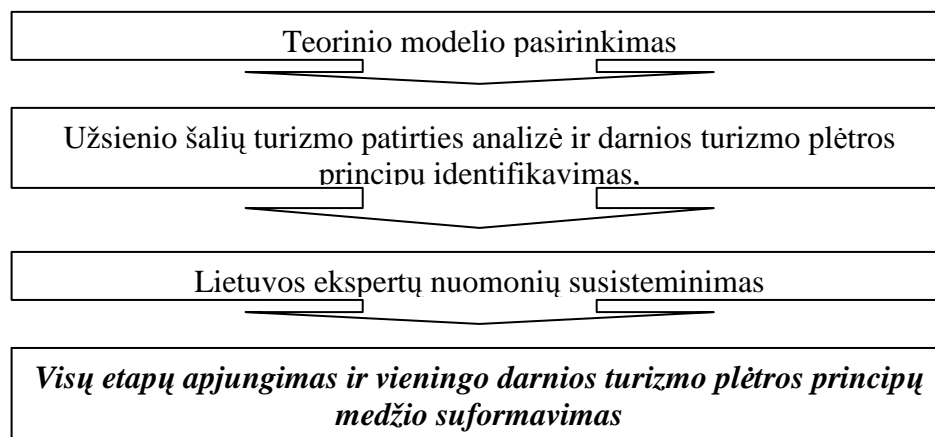 Teorinio modelio pasirinkimas
Užsienio šalių turizmo patirties analizė ir darnios turizmo plėtros
principų identifikavimas,
Lietuvos ekspertų nuomonių susisteminimas
Visų etapų apjungimas ir vieningo darnios turizmo plėtros principų
medžio suformavimas